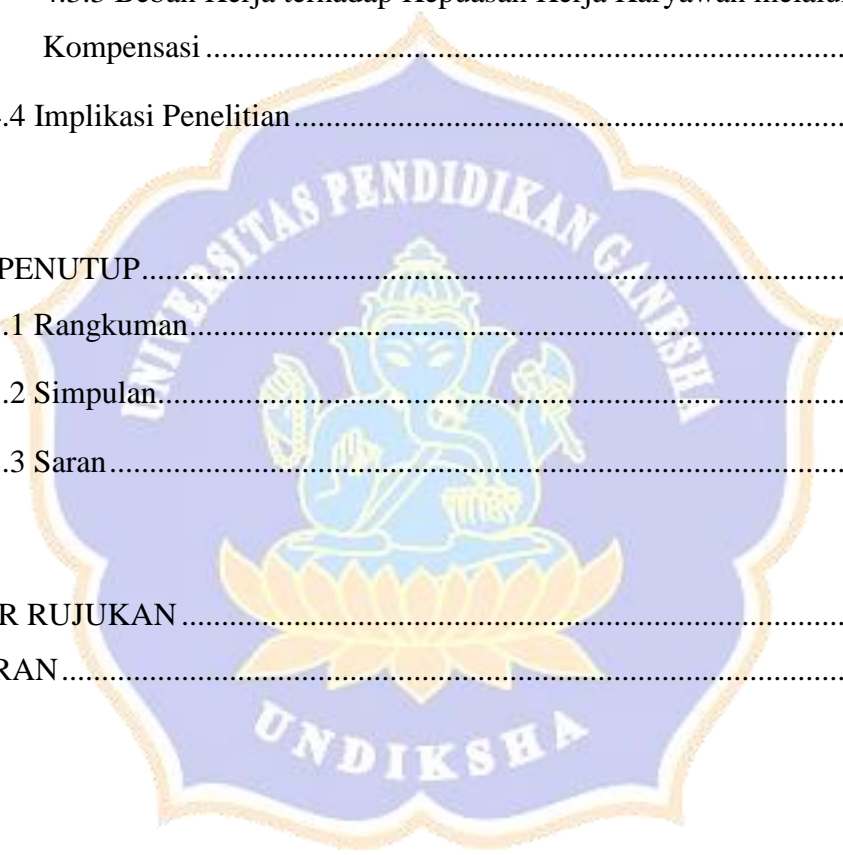 Kompensasi ........................................
.4 Implikasi Penelitian ........................................
UNIVERSITAS PENDIDIKAN GANESHA
PENUTUP ........................................
.1 Rangkuman ........................................
.2 Simpulan ........................................
.3 Saran ........................................
R RUJUKAN ........................................
RAN ........................................
UNDIKSHA